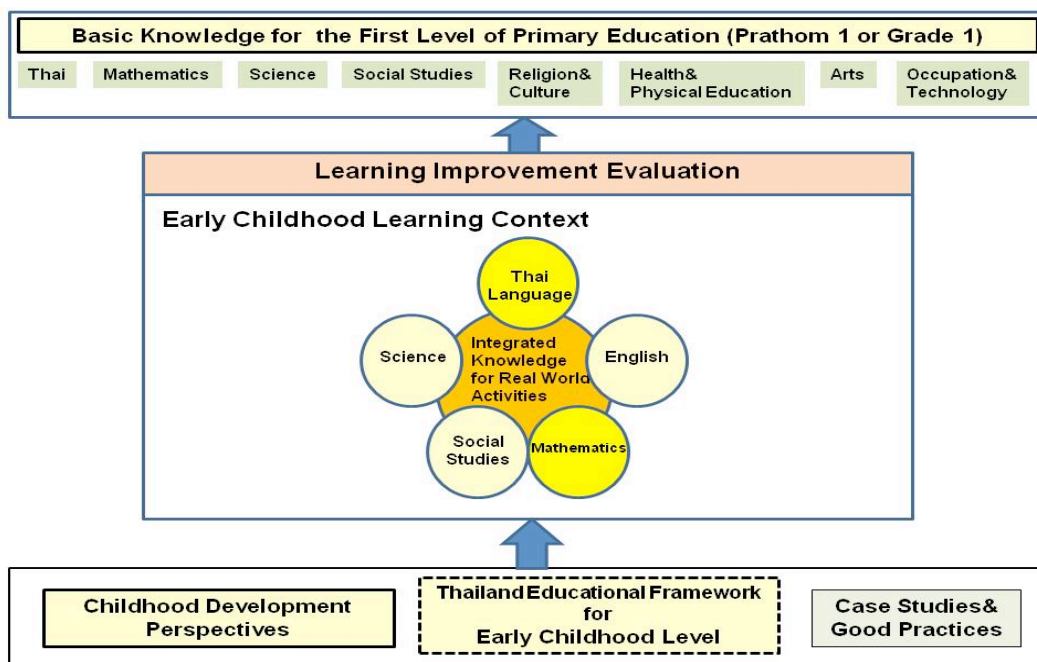 Basic Knowledge for the First Level of Primary Education (Prathom 1 or Grade 1)
Thai
Mathematics
Science
Social Studies
Religion&
Culture
Health&
Physical Education
Arts
Occupation&
Technology
Learning Improvement Evaluation
Early Childhood Learning Context
Thai
Language
Science
Integrated
Knowledge
for Real World
Activities
English
Social
Studies
Mathematics
Childhood Development
Perspectives
Thailand Educational Framework
for
Early Childhood Level
Case Studies&
Good Practices